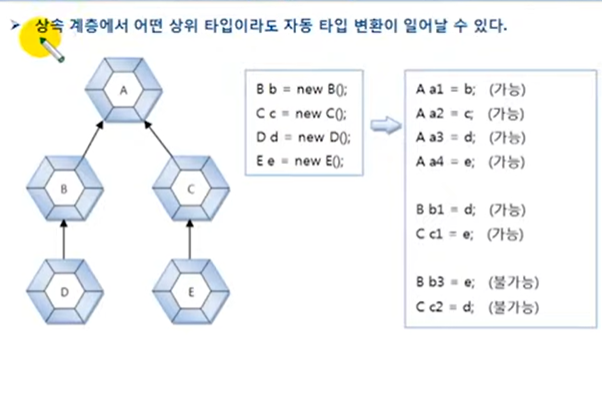 ➤ 상속 계층에서 어떤 상위 타입이라도 자동 타입 변환이 일어날 수 있다.
A
B
C
D
E
B b = new B();
C c = new C();
D d = new D();
E e = new E();
A a1 = b; (가능)
A a2 = c; (가능)
A a3 = d; (가능)
A a4 = e; (가능)
B b1 = d; (가능)
C c1 = e; (가능)
B b3 = e; (불가능)
C c2 = d; (불가능)